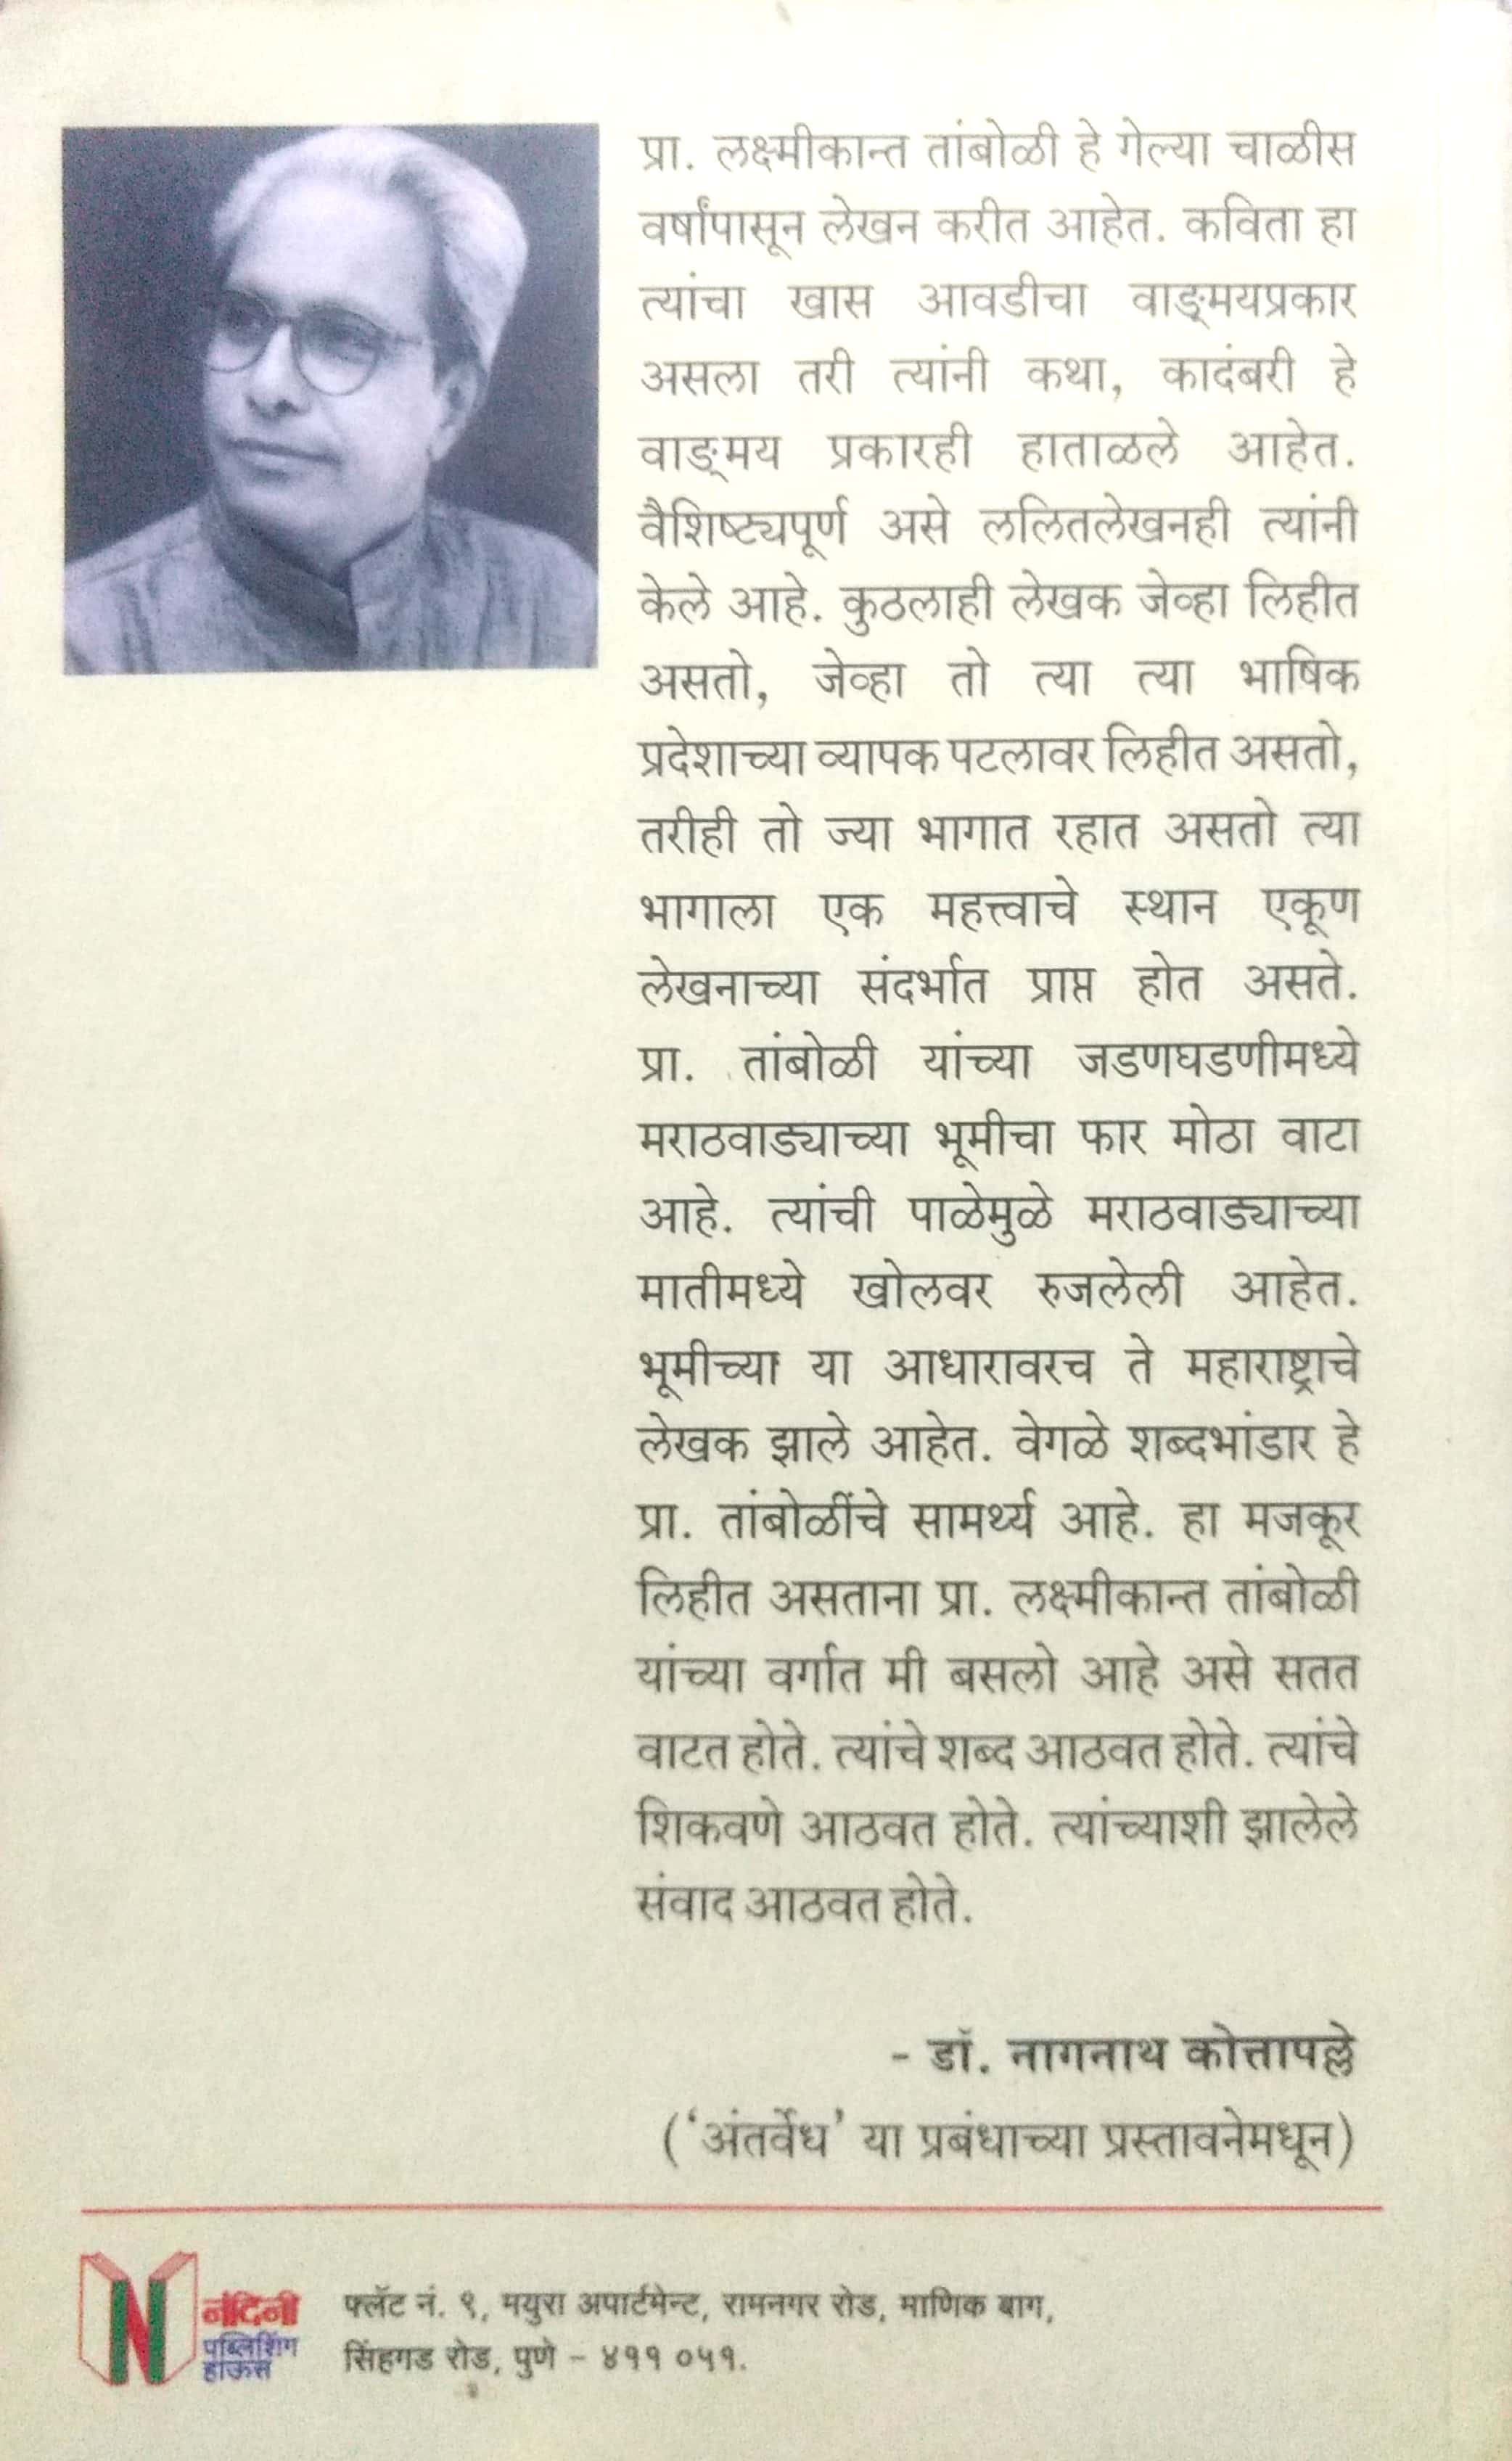 प्रा. लक्ष्मीकान्त तांबोळी हे गेल्या चाळीस
वर्षांपासून लेखन करीत आहेत. कविता हा
त्यांचा खास आवडीचा वाङ्‌मयप्रकार
असला तरी त्यांनी कथा, कादंबरी हे
वाङ्‌मय प्रकारही हाताळले आहेत.
वैशिष्ट्यपूर्ण असे ललितलेखनही त्यांनी
केले आहे. कुठलाही लेखक जेव्हा लिहीत
असतो, जेव्हा तो त्या त्या भाषिक
प्रदेशाच्या व्यापक पटलावर लिहीत असतो,
तरीही तो ज्या भागात रहात असतो त्या
भागाला एक महत्त्वाचे स्थान एकूण
लेखनाच्या संदर्भात प्राप्त होत असते.
प्रा. तांबोळी यांच्या जडणघडणीमध्ये
मराठवाड्याच्या भूमीचा फार मोठा वाटा
आहे. त्यांची पाळेमुळे मराठवाड्याच्या
मातीमध्ये खोलवर रुजलेली आहेत.
भूमीच्या या आधारावरच ते महाराष्ट्राचे
लेखक झाले आहेत. वेगळे शब्दभांडार हे
प्रा. तांबोळींचे सामर्थ्य आहे. हा मजकूर
लिहीत असताना प्रा. लक्ष्मीकान्त तांबोळी
यांच्या वर्गात मी बसलो आहे असे सतत
वाटत होते. त्यांचे शब्द आठवत होते. त्यांचे
शिकवणे आठवत होते. त्यांच्याशी झालेले
संवाद आठवत होते.
- डॉ. नागनाथ कोत्तापल्ले
(‘अंतर्वेध’ या प्रबंधाच्या प्रस्तावनेमधून)
नंदिनी
पब्लिशिंग
हाऊस
फ्लॅट नं. ९, मयुरा अपार्टमेन्ट, रामनगर रोड, माणिक बाग,
सिंहगड रोड, पुणे - ४११ ०५१.